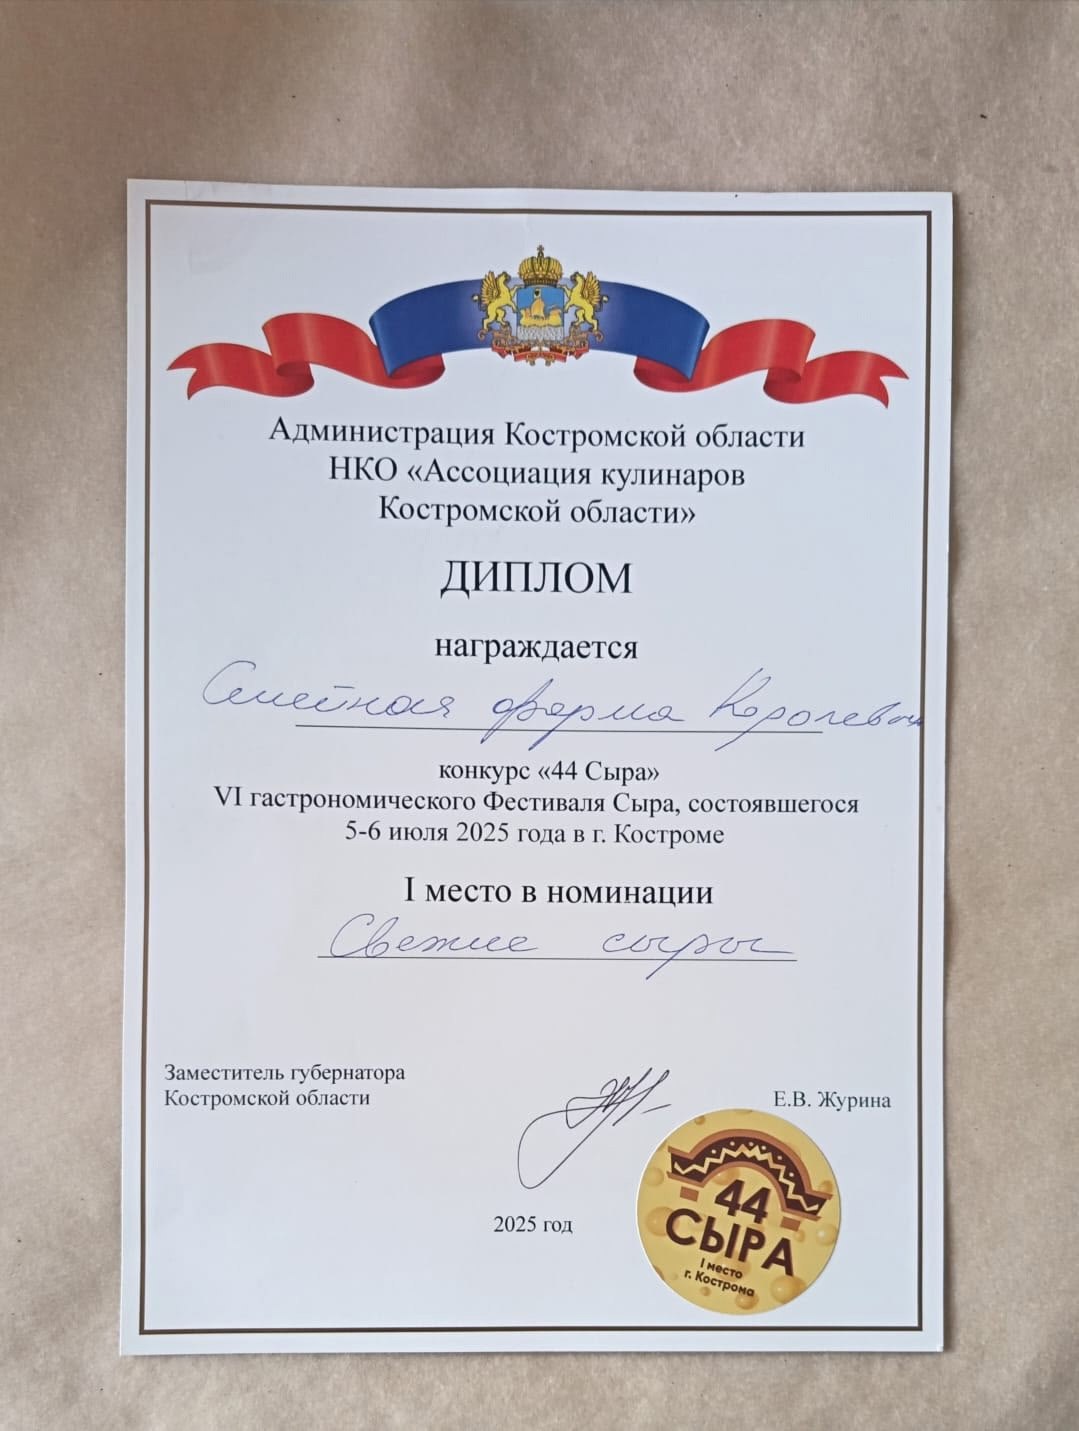 Администрация Костромской области
НКО «Ассоциация кулинаров
Костромской области»
ДИПЛОМ
награждается
Семейная ферма
конкурс «44 Сыра»
VI гастрономического Фестиваля Сыра, состоявшегося
5-6 июля 2025 года в г. Костроме
I место в номинации
Свежие сыры
Заместитель губернатора
Костромской области
Е.В. Журина
2025 год
44
СЫРА
I место
г. Кострома